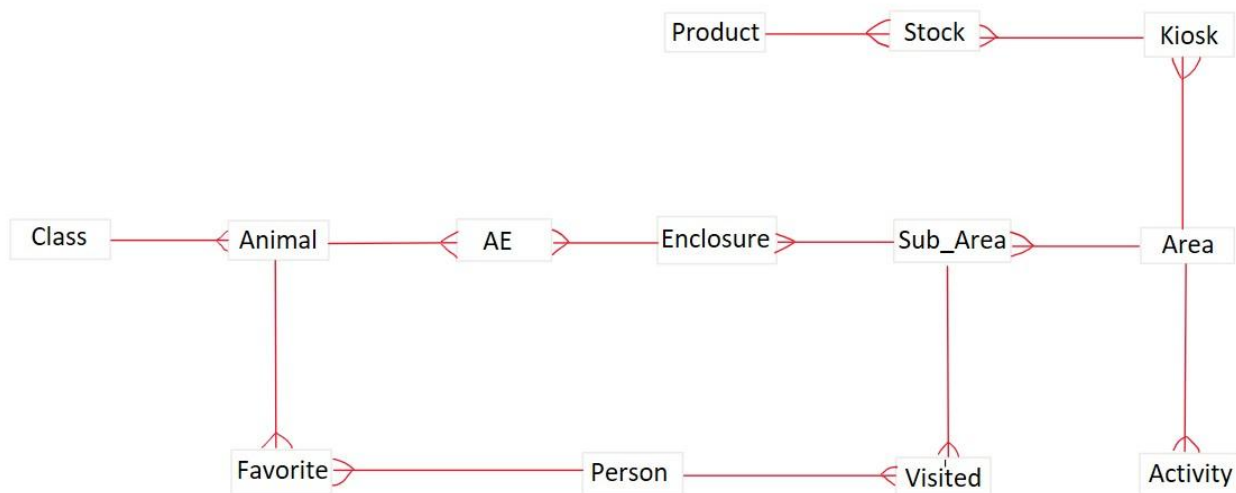 Product
Stock
Kiosk
Class
Animal
AE
Enclosure
Sub_Area
Area
Favorite
Person
Visited
Activity